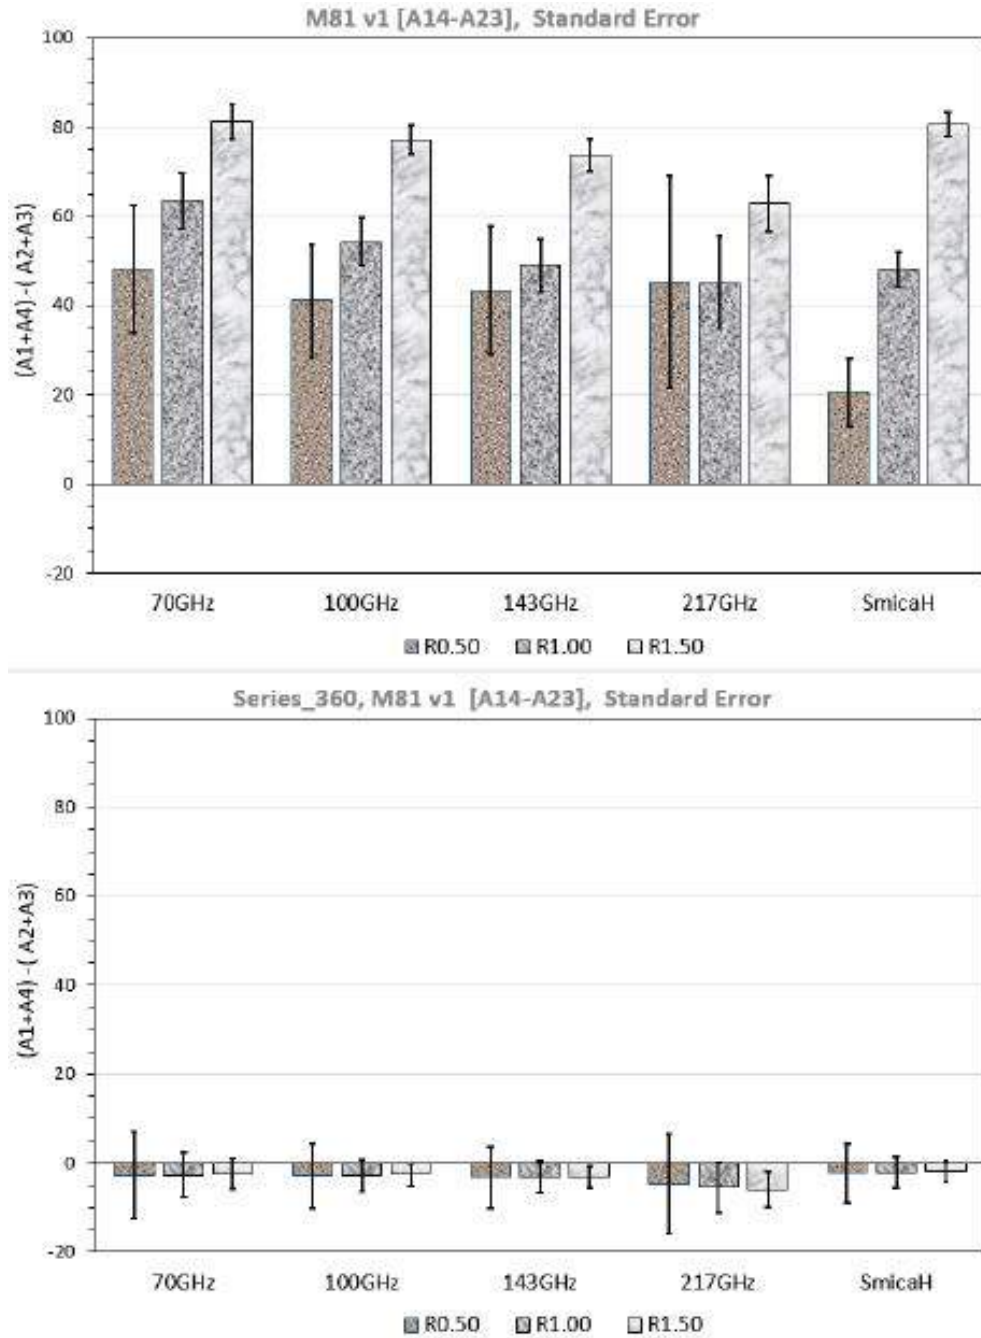 M81 v1 [A14-A23], Standard Error
100
80
60
40
20
0
-20
(A1+A4) -( A2+A3)
70GHz 100GHz 143GHz 217GHz SmicaH
R0.50 R1.00 R1.50
Series_360, M81 v1 [A14-A23], Standard Error
100
80
60
40
20
0
-20
(A1+A4) -( A2+A3)
70GHz 100GHz 143GHz 217GHz SmicaH
R0.50 R1.00 R1.50